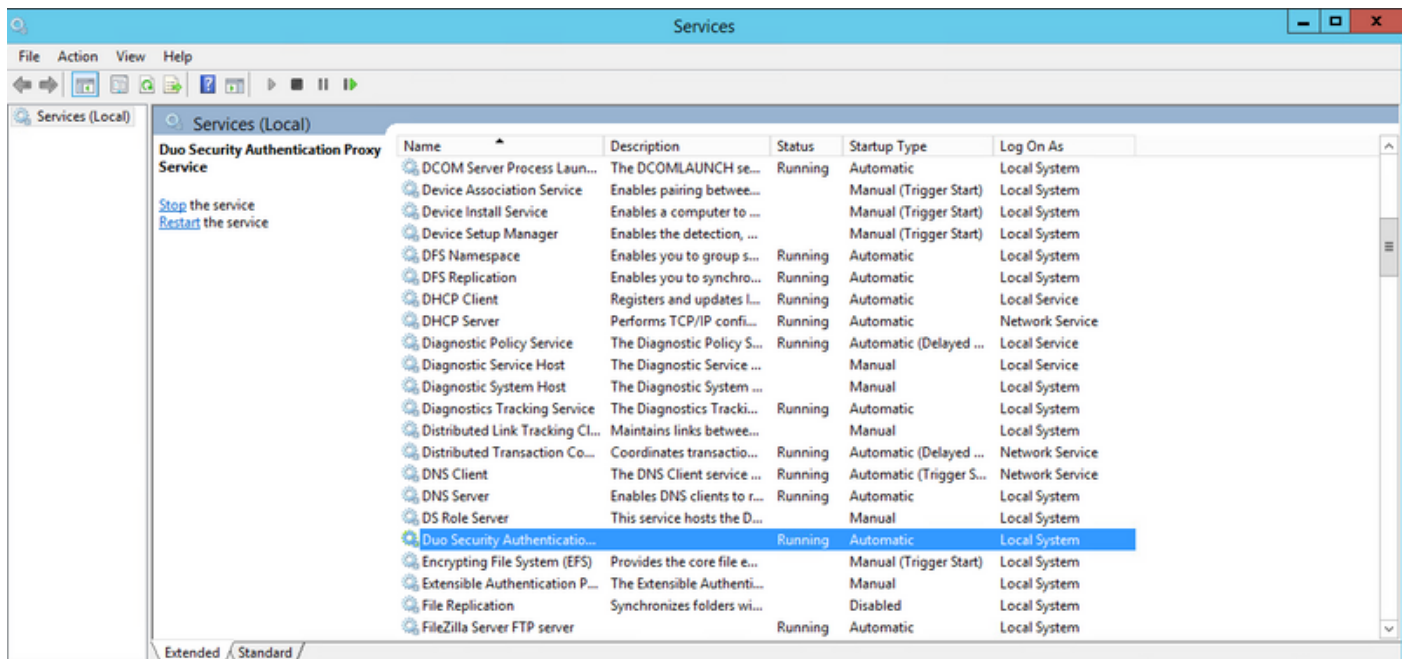 Services
File Action View Help
Services (Local)
Services (Local)
Duo Security Authentication Proxy
Service
Stop the service
Restart the service
Name Description Status Startup Type Log On As
DCOM Server Process Laun... The DCOMLAUNCH se... Running Automatic Local System
Device Association Service Enables pairing betwee... Manual (Trigger Start) Local System
Device Install Service Enables a computer to ... Manual (Trigger Start) Local System
Device Setup Manager Enables the detection, ... Manual (Trigger Start) Local System
DFS Namespace Enables you to group s... Running Automatic Local System
DFS Replication Enables you to synchro... Running Automatic Local System
DHCP Client Registers and updates I... Running Automatic Local Service
DHCP Server Performs TCP/IP confi... Running Automatic Network Service
Diagnostic Policy Service The Diagnostic Policy S... Running Automatic (Delayed ... Local Service
Diagnostic Service Host The Diagnostic Service ... Manual Local Service
Diagnostic System Host The Diagnostic System ... Manual Local System
Diagnostics Tracking Service The Diagnostics Tracki... Running Automatic Local System
Distributed Link Tracking Cl... Maintains links betwee... Manual Local System
Distributed Transaction Co... Coordinates transactio... Running Automatic (Delayed ... Network Service
DNS Client The DNS Client service ... Running Automatic (Trigger S... Network Service
DNS Server Enables DNS clients to r... Running Automatic Local System
DS Role Server This service hosts the D... Manual Local System
Duo Security Authenticatio... Running Automatic Local System
Encrypting File System (EFS) Provides the core file e... Manual (Trigger Start) Local System
Extensible Authentication P... The Extensible Authenti... Manual Local System
File Replication Synchronizes folders wi... Disabled Local System
FileZilla Server FTP server Running Automatic Local System
Extended Standard